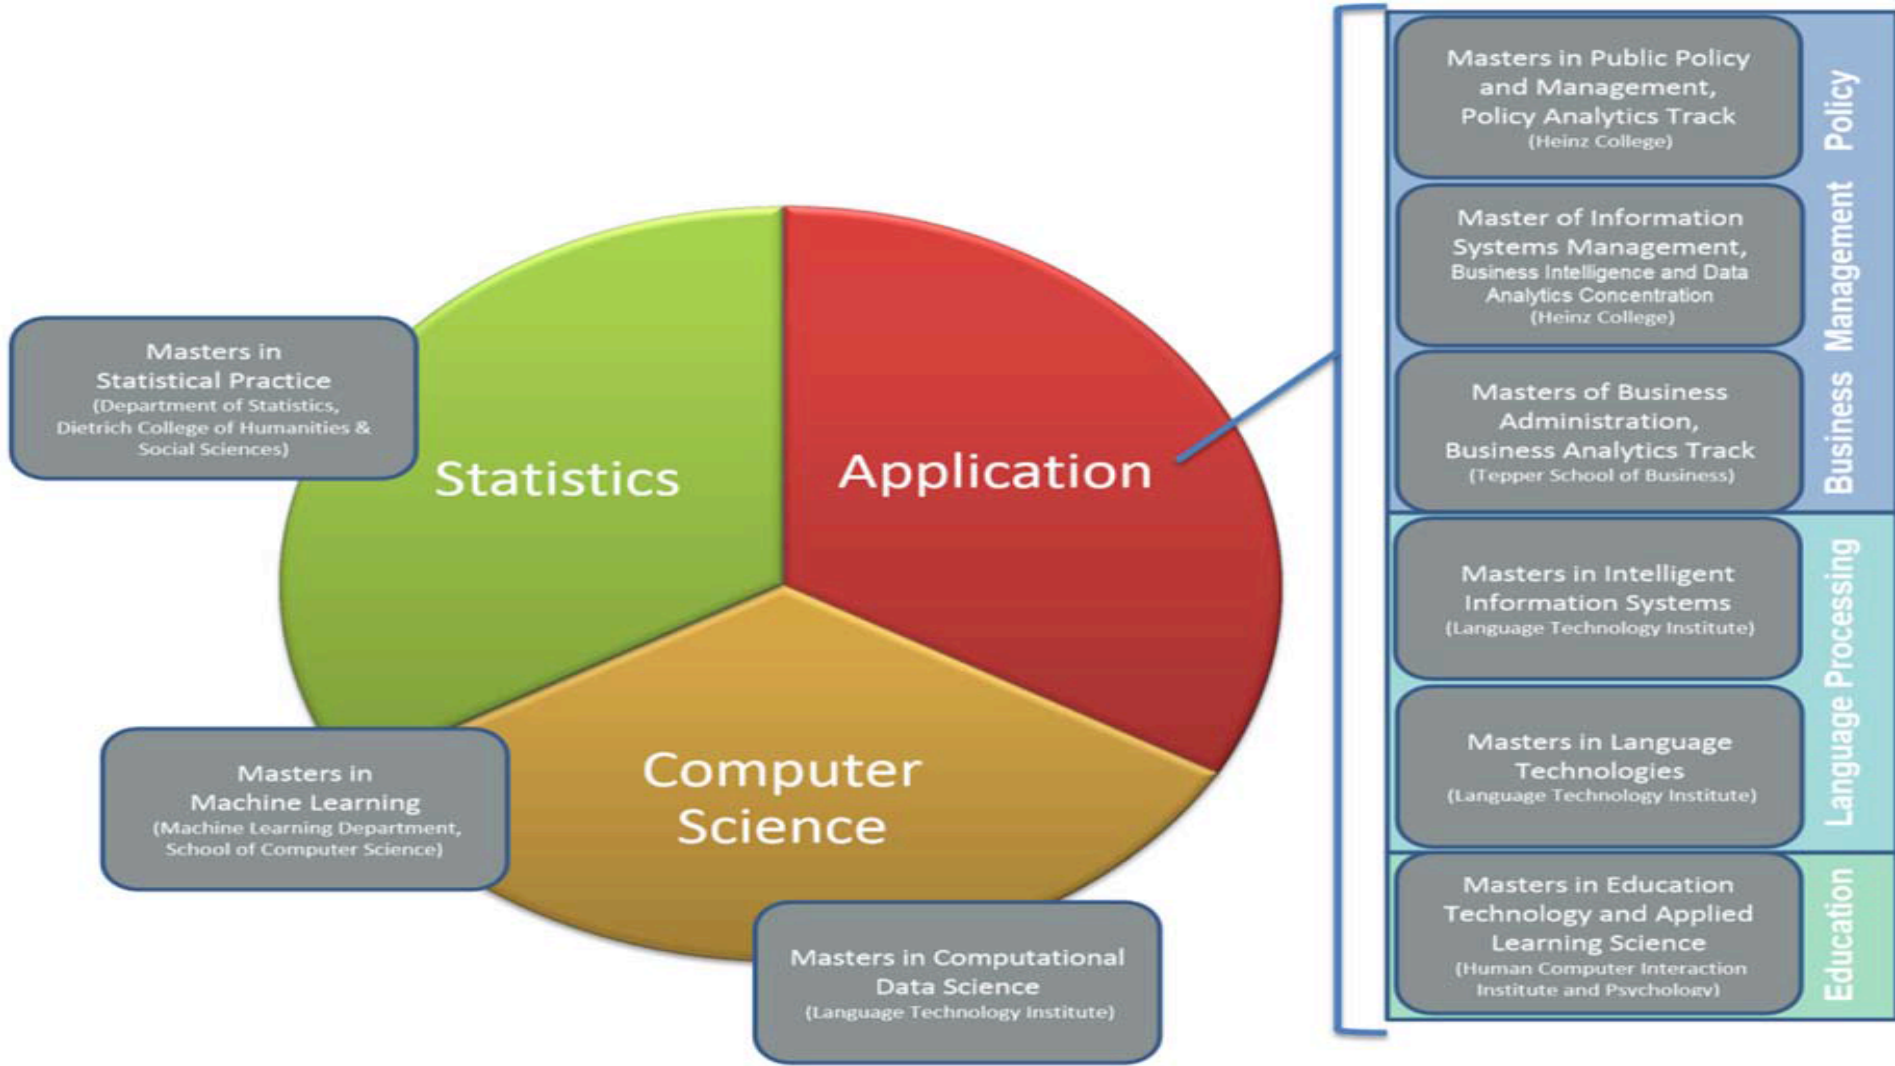 Masters in
Statistical Practice
(Department of Statistics,
Dietrich College of Humanities &
Social Sciences)
Statistics
Application
Masters in
Machine Learning
(Machine Learning Department,
School of Computer Science)
Computer
Science
Masters in Computational
Data Science
(Language Technology Institute)
Masters in Public Policy
and Management,
Policy Analytics Track
(Heinz College)
Master of Information
Systems Management,
Business Intelligence and Data
Analytics Concentration
(Heinz College)
Masters of Business
Administration,
Business Analytics Track
(Tepper School of Business)
Business Management Policy
Masters in Intelligent
Information Systems
(Language Technology Institute)
Masters in Language
Technologies
(Language Technology Institute)
Language Processing
Masters in Education
Technology and Applied
Learning Science
(Human Computer Interaction
Institute and Psychology)
Education